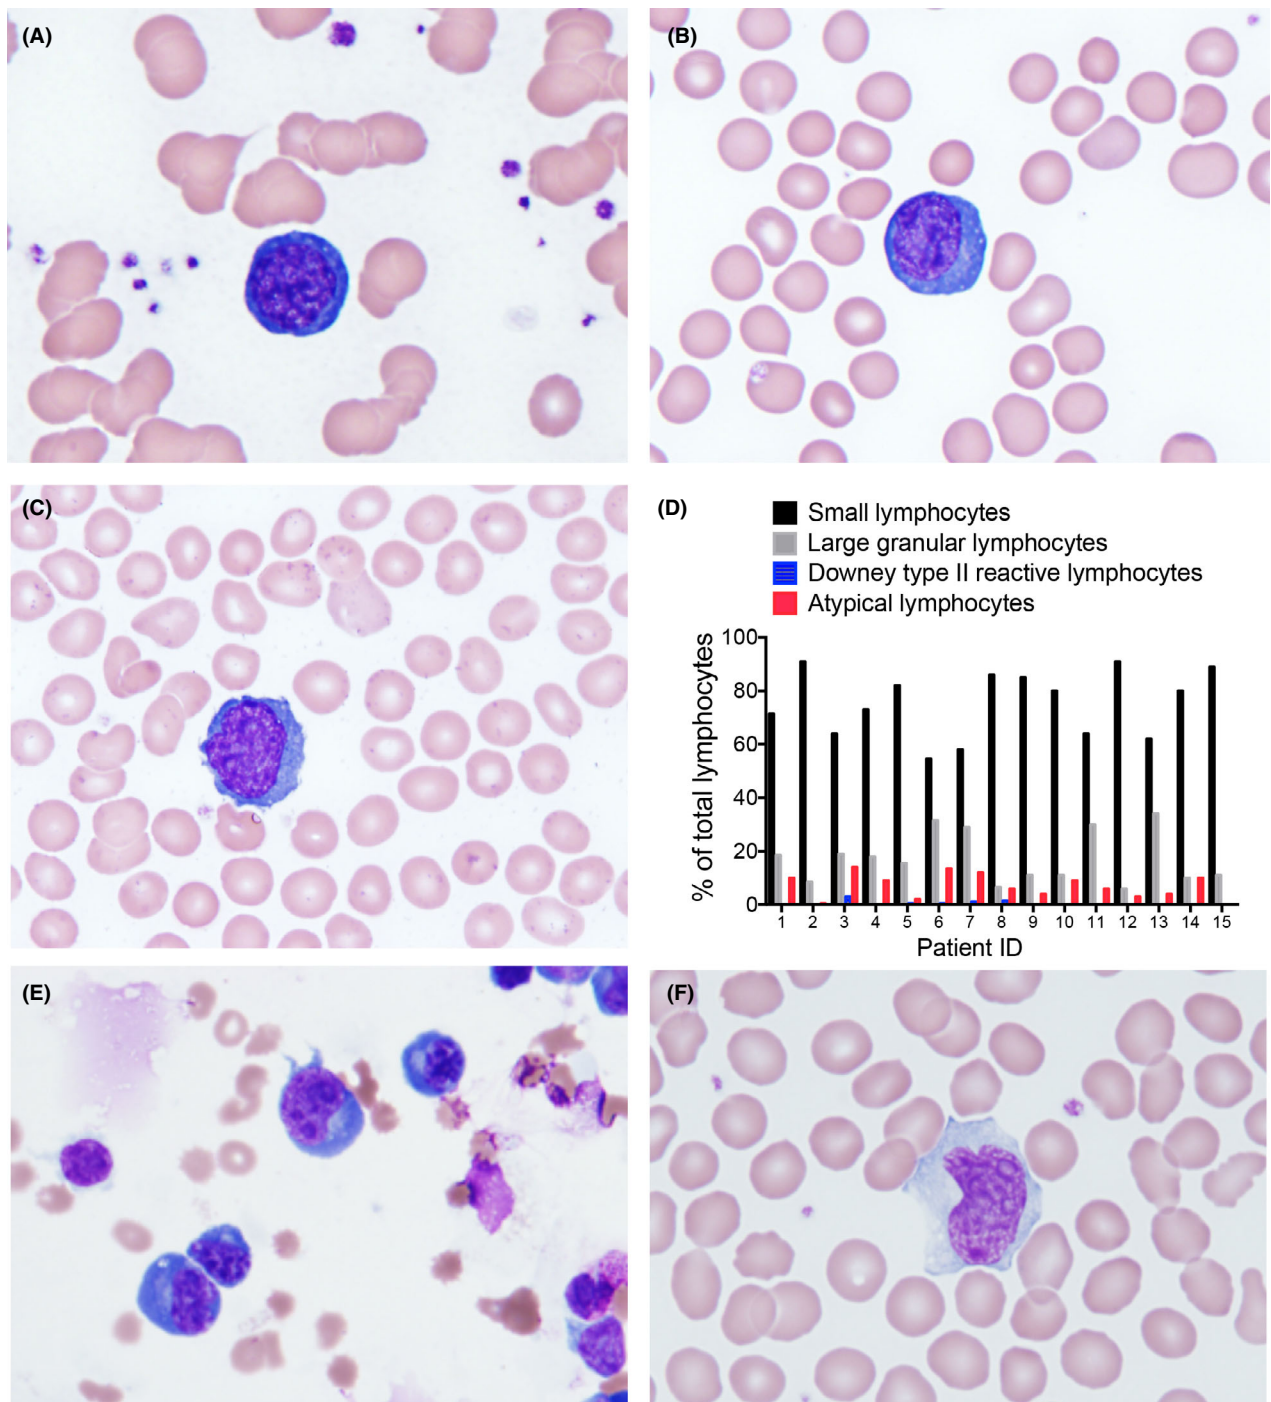 (A)
(B)
(C)
(D)
Small lymphocytes
Large granular lymphocytes
Downey type II reactive lymphocytes
Atypical lymphocytes
% of total lymphocytes
100
80
60
40
20
0
1 2 3 4 5 6 7 8 9 10 11 12 13 14 15
Patient ID
(E)
(F)